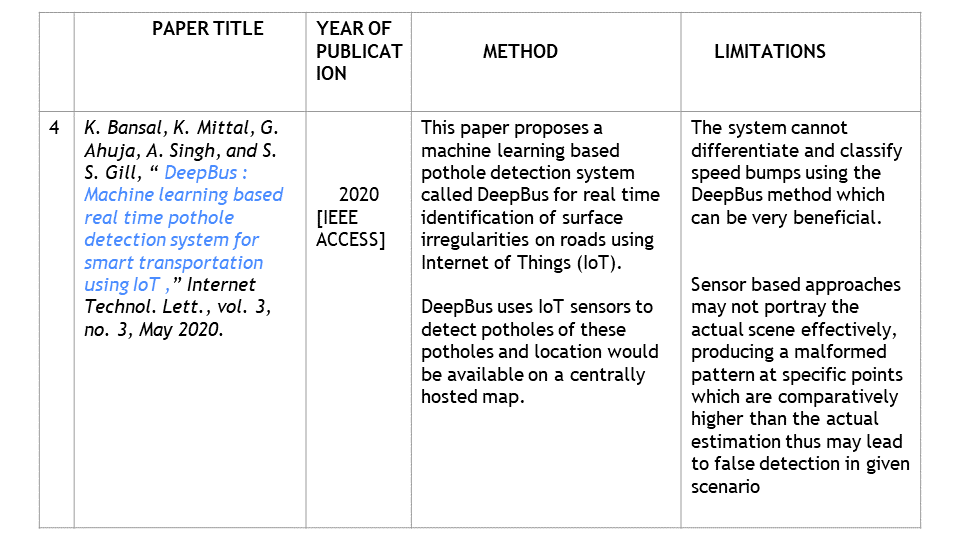 PAPER TITLE
YEAR OF
PUBLICAT
ION
METHOD
LIMITATIONS
4
K. Bansal, K. Mittal, G.
Ahuja, A. Singh, and S.
S. Gill, “ DeepBus :
Machine learning based
real time pothole
detection system for
smart transportation
using IoT ,” Internet
Technol. Lett., vol. 3,
no. 3, May 2020.
2020
[IEEE
ACCESS]
This paper proposes a
machine learning based
pothole detection system
called DeepBus for real time
identification of surface
irregularities on roads using
Internet of Things (IoT).
DeepBus uses IoT sensors to
detect potholes of these
potholes and location would
be available on a centrally
hosted map.
The system cannot
differentiate and classify
speed bumps using the
DeepBus method which
can be very beneficial.
Sensor based approaches
may not portray the
actual scene effectively,
producing a malformed
pattern at specific points
which are comparatively
higher than the actual
estimation thus may lead
to false detection in given
scenario